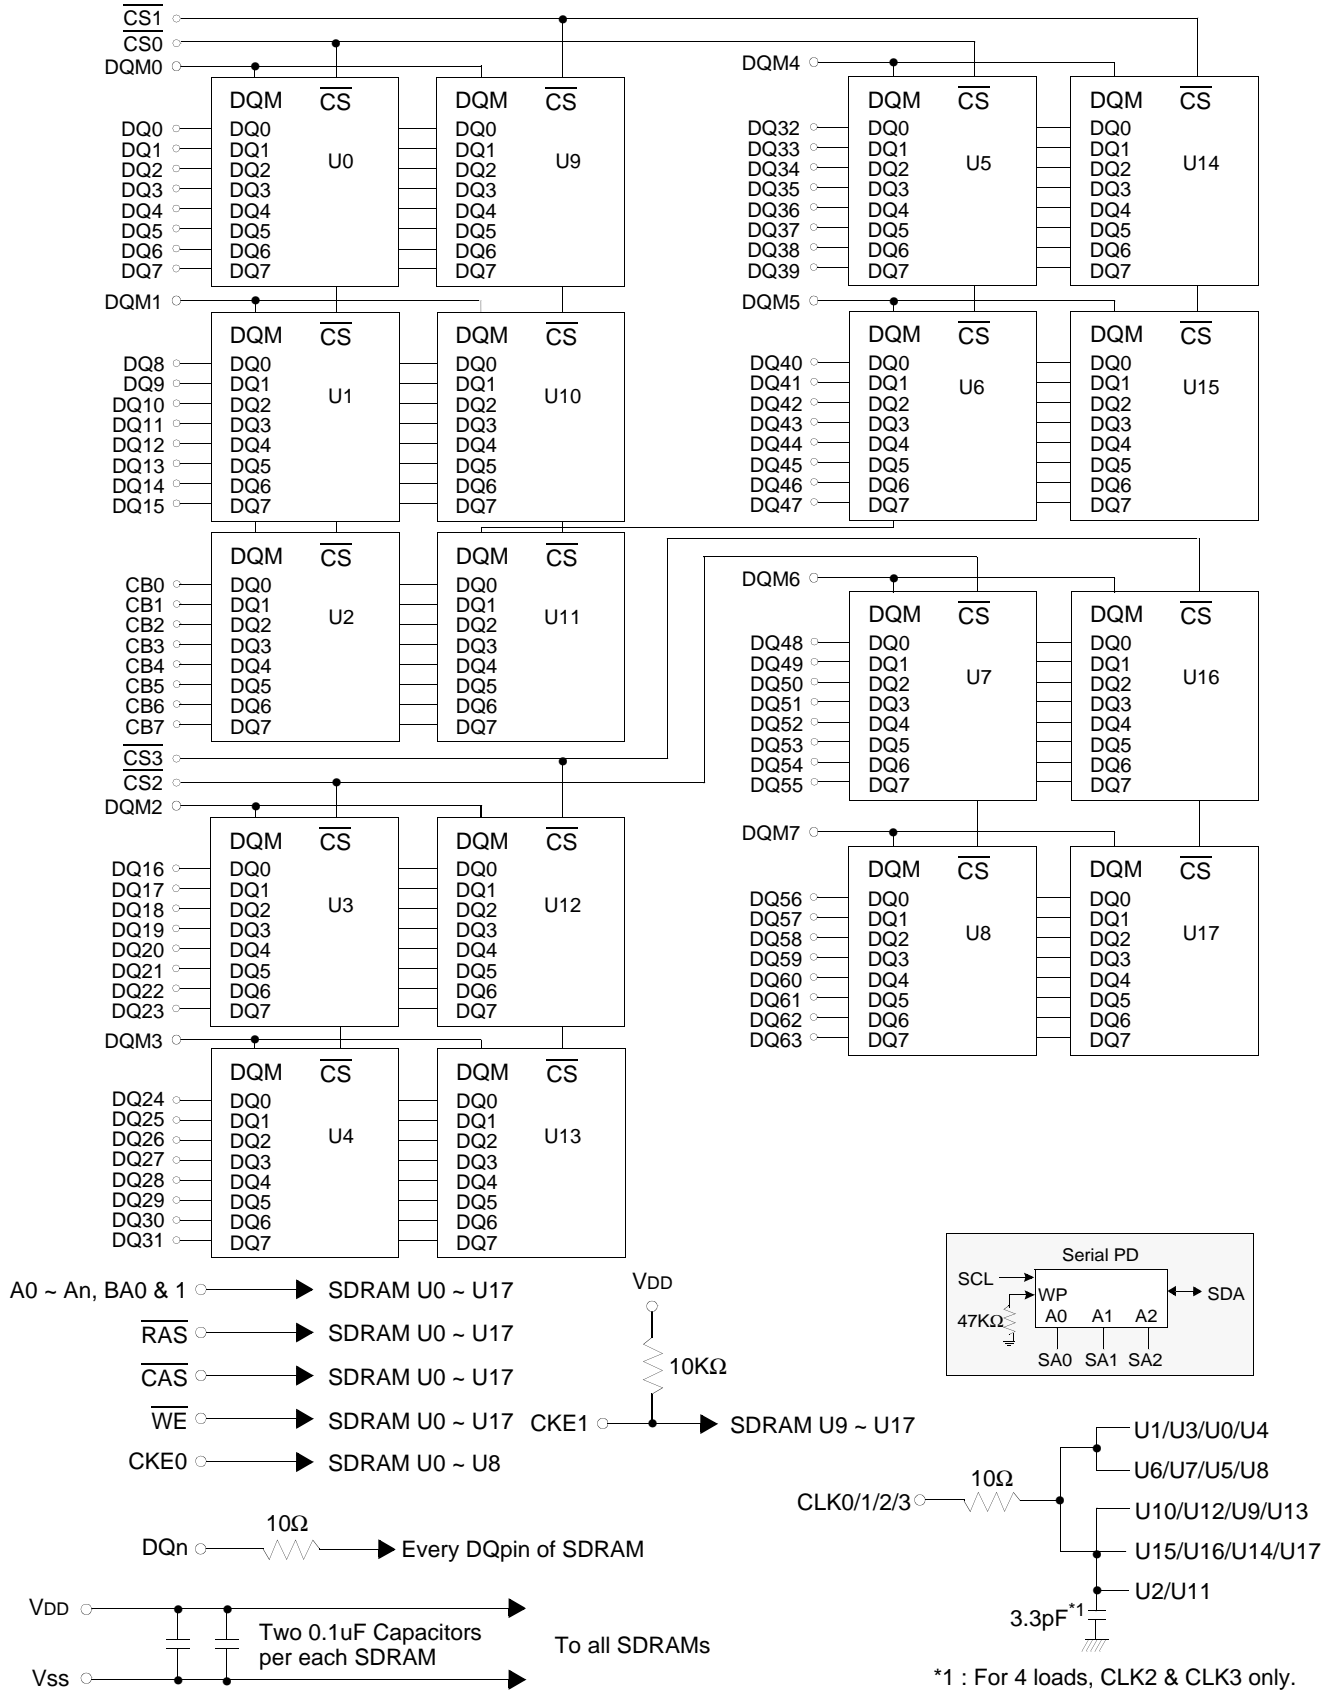 CS1
CS0
DQM0
DQM CS
DQM CS
DQ0 DQ0 DQ0
DQ1 DQ1 DQ1
DQ2 DQ2 DQ2
DQ3 DQ3 DQ3
DQ4 DQ4 DQ4
DQ5 DQ5 DQ5
DQ6 DQ6 DQ6
DQ7 DQ7 DQ7
U0 U9
DQM1
DQM CS
DQM CS
DQ8 DQ0 DQ0
DQ9 DQ1 DQ1
DQ10 DQ2 DQ2
DQ11 DQ3 DQ3
DQ12 DQ4 DQ4
DQ13 DQ5 DQ5
DQ14 DQ6 DQ6
DQ15 DQ7 DQ7
U1 U10
DQM CS
DQM CS
CB0 DQ0 DQ0
CB1 DQ1 DQ1
CB2 DQ2 DQ2
CB3 DQ3 DQ3
CB4 DQ4 DQ4
CB5 DQ5 DQ5
CB6 DQ6 DQ6
CB7 DQ7 DQ7
U2 U11
CS3
CS2
DQM2
DQM CS
DQM CS
DQ16 DQ0 DQ0
DQ17 DQ1 DQ1
DQ18 DQ2 DQ2
DQ19 DQ3 DQ3
DQ20 DQ4 DQ4
DQ21 DQ5 DQ5
DQ22 DQ6 DQ6
DQ23 DQ7 DQ7
U3 U12
DQM3
DQM CS
DQM CS
DQ24 DQ0 DQ0
DQ25 DQ1 DQ1
DQ26 DQ2 DQ2
DQ27 DQ3 DQ3
DQ28 DQ4 DQ4
DQ29 DQ5 DQ5
DQ30 DQ6 DQ6
DQ31 DQ7 DQ7
U4 U13
DQM4
DQM CS
DQM CS
DQ32 DQ0 DQ0
DQ33 DQ1 DQ1
DQ34 DQ2 DQ2
DQ35 DQ3 DQ3
DQ36 DQ4 DQ4
DQ37 DQ5 DQ5
DQ38 DQ6 DQ6
DQ39 DQ7 DQ7
U5 U14
DQM5
DQM CS
DQM CS
DQ40 DQ0 DQ0
DQ41 DQ1 DQ1
DQ42 DQ2 DQ2
DQ43 DQ3 DQ3
DQ44 DQ4 DQ4
DQ45 DQ5 DQ5
DQ46 DQ6 DQ6
DQ47 DQ7 DQ7
U6 U15
DQM6
DQM CS
DQM CS
DQ48 DQ0 DQ0
DQ49 DQ1 DQ1
DQ50 DQ2 DQ2
DQ51 DQ3 DQ3
DQ52 DQ4 DQ4
DQ53 DQ5 DQ5
DQ54 DQ6 DQ6
DQ55 DQ7 DQ7
U7 U16
DQM7
DQM CS
DQM CS
DQ56 DQ0 DQ0
DQ57 DQ1 DQ1
DQ58 DQ2 DQ2
DQ59 DQ3 DQ3
DQ60 DQ4 DQ4
DQ61 DQ5 DQ5
DQ62 DQ6 DQ6
DQ63 DQ7 DQ7
U8 U17
A0 ~ An, BA0 & 1 SDRAM U0 ~ U17
RAS SDRAM U0 ~ U17
CAS SDRAM U0 ~ U17
WE SDRAM U0 ~ U17
CKE0 SDRAM U0 ~ U8
VDD
10KΩ
CKE1 SDRAM U9 ~ U17
Serial PD
SCL
WP
SDA
47KΩ
A0 A1 A2
SA0 SA1 SA2
10Ω
CLK0/1/2/3
U1/U3/U0/U4
U6/U7/U5/U8
U10/U12/U9/U13
U15/U16/U14/U17
U2/U11
3.3pF*1
10Ω
DQn Every DQpin of SDRAM
VDD
Two 0.1uF Capacitors
per each SDRAM
To all SDRAMs
Vss
*1 : For 4 loads, CLK2 & CLK3 only.